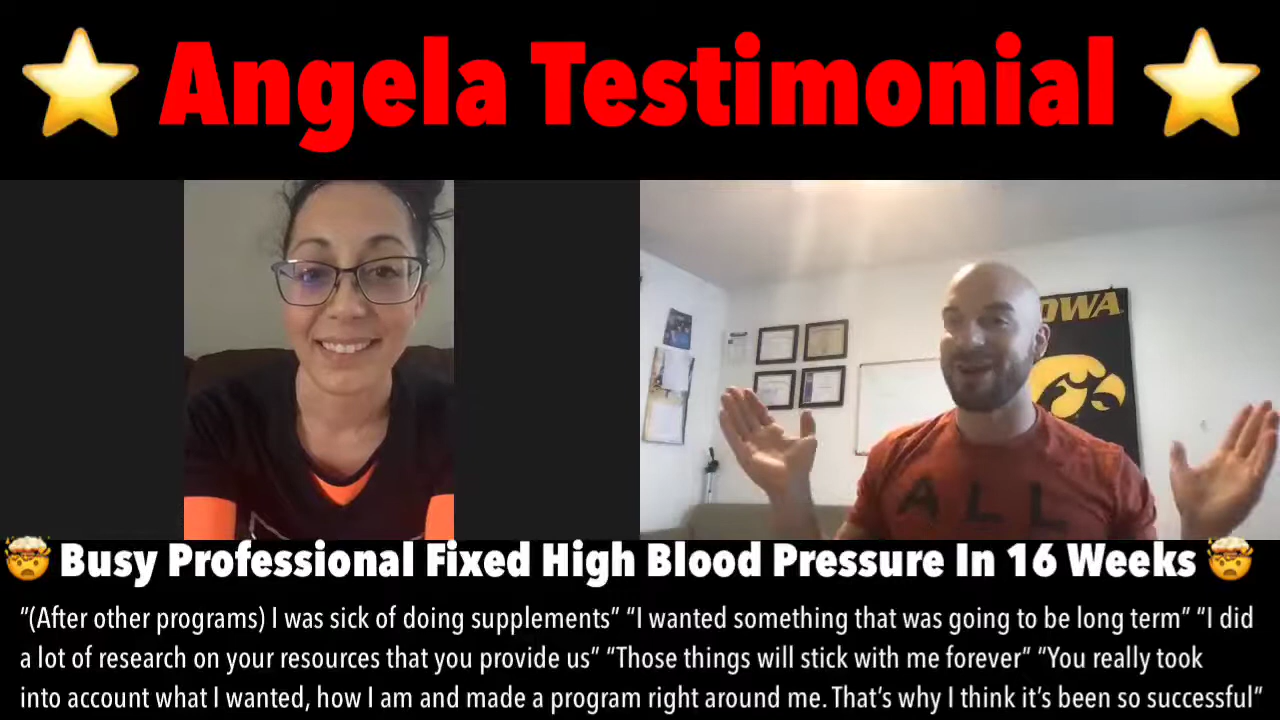 Angela Testimonial
IOWA
ALL
Busy Professional Fixed High Blood Pressure In 16 Weeks
“(After other programs) I was sick of doing supplements” “I wanted something that was going to be long term” “I did
a lot of research on your resources that you provide us” “Those things will stick with me forever” “You really took
into account what I wanted, how I am and made a program right around me. That’s why I think it’s been so successful”